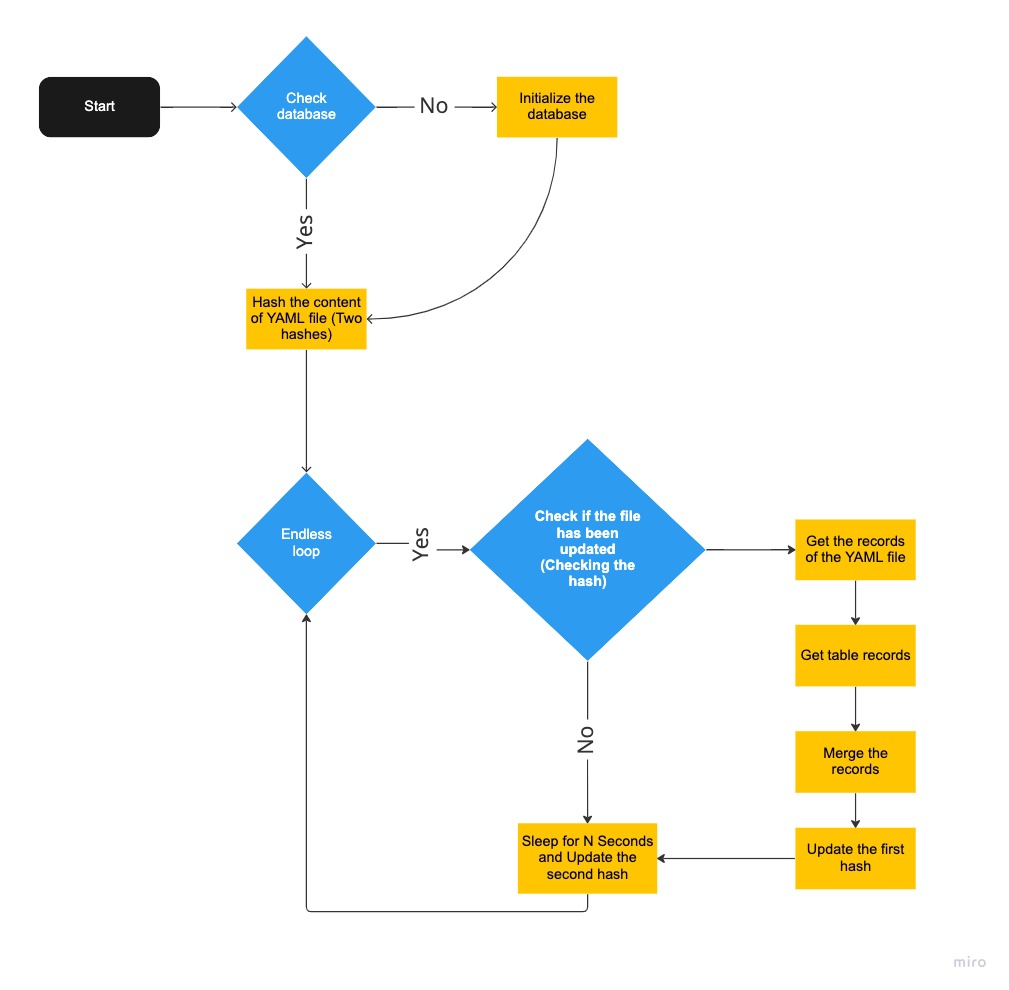 Start
Check
database
No
Initialize the
database
Yes
Hash the content
of YAML file (Two
hashes)
Endless
loop
Yes
Check if the file
has been
updated
(Checking the
hash)
Get the records
of the YAML file
Get table records
Merge the
records
Update the first
hash
No
Sleep for N Seconds
and Update the
second hash
miro